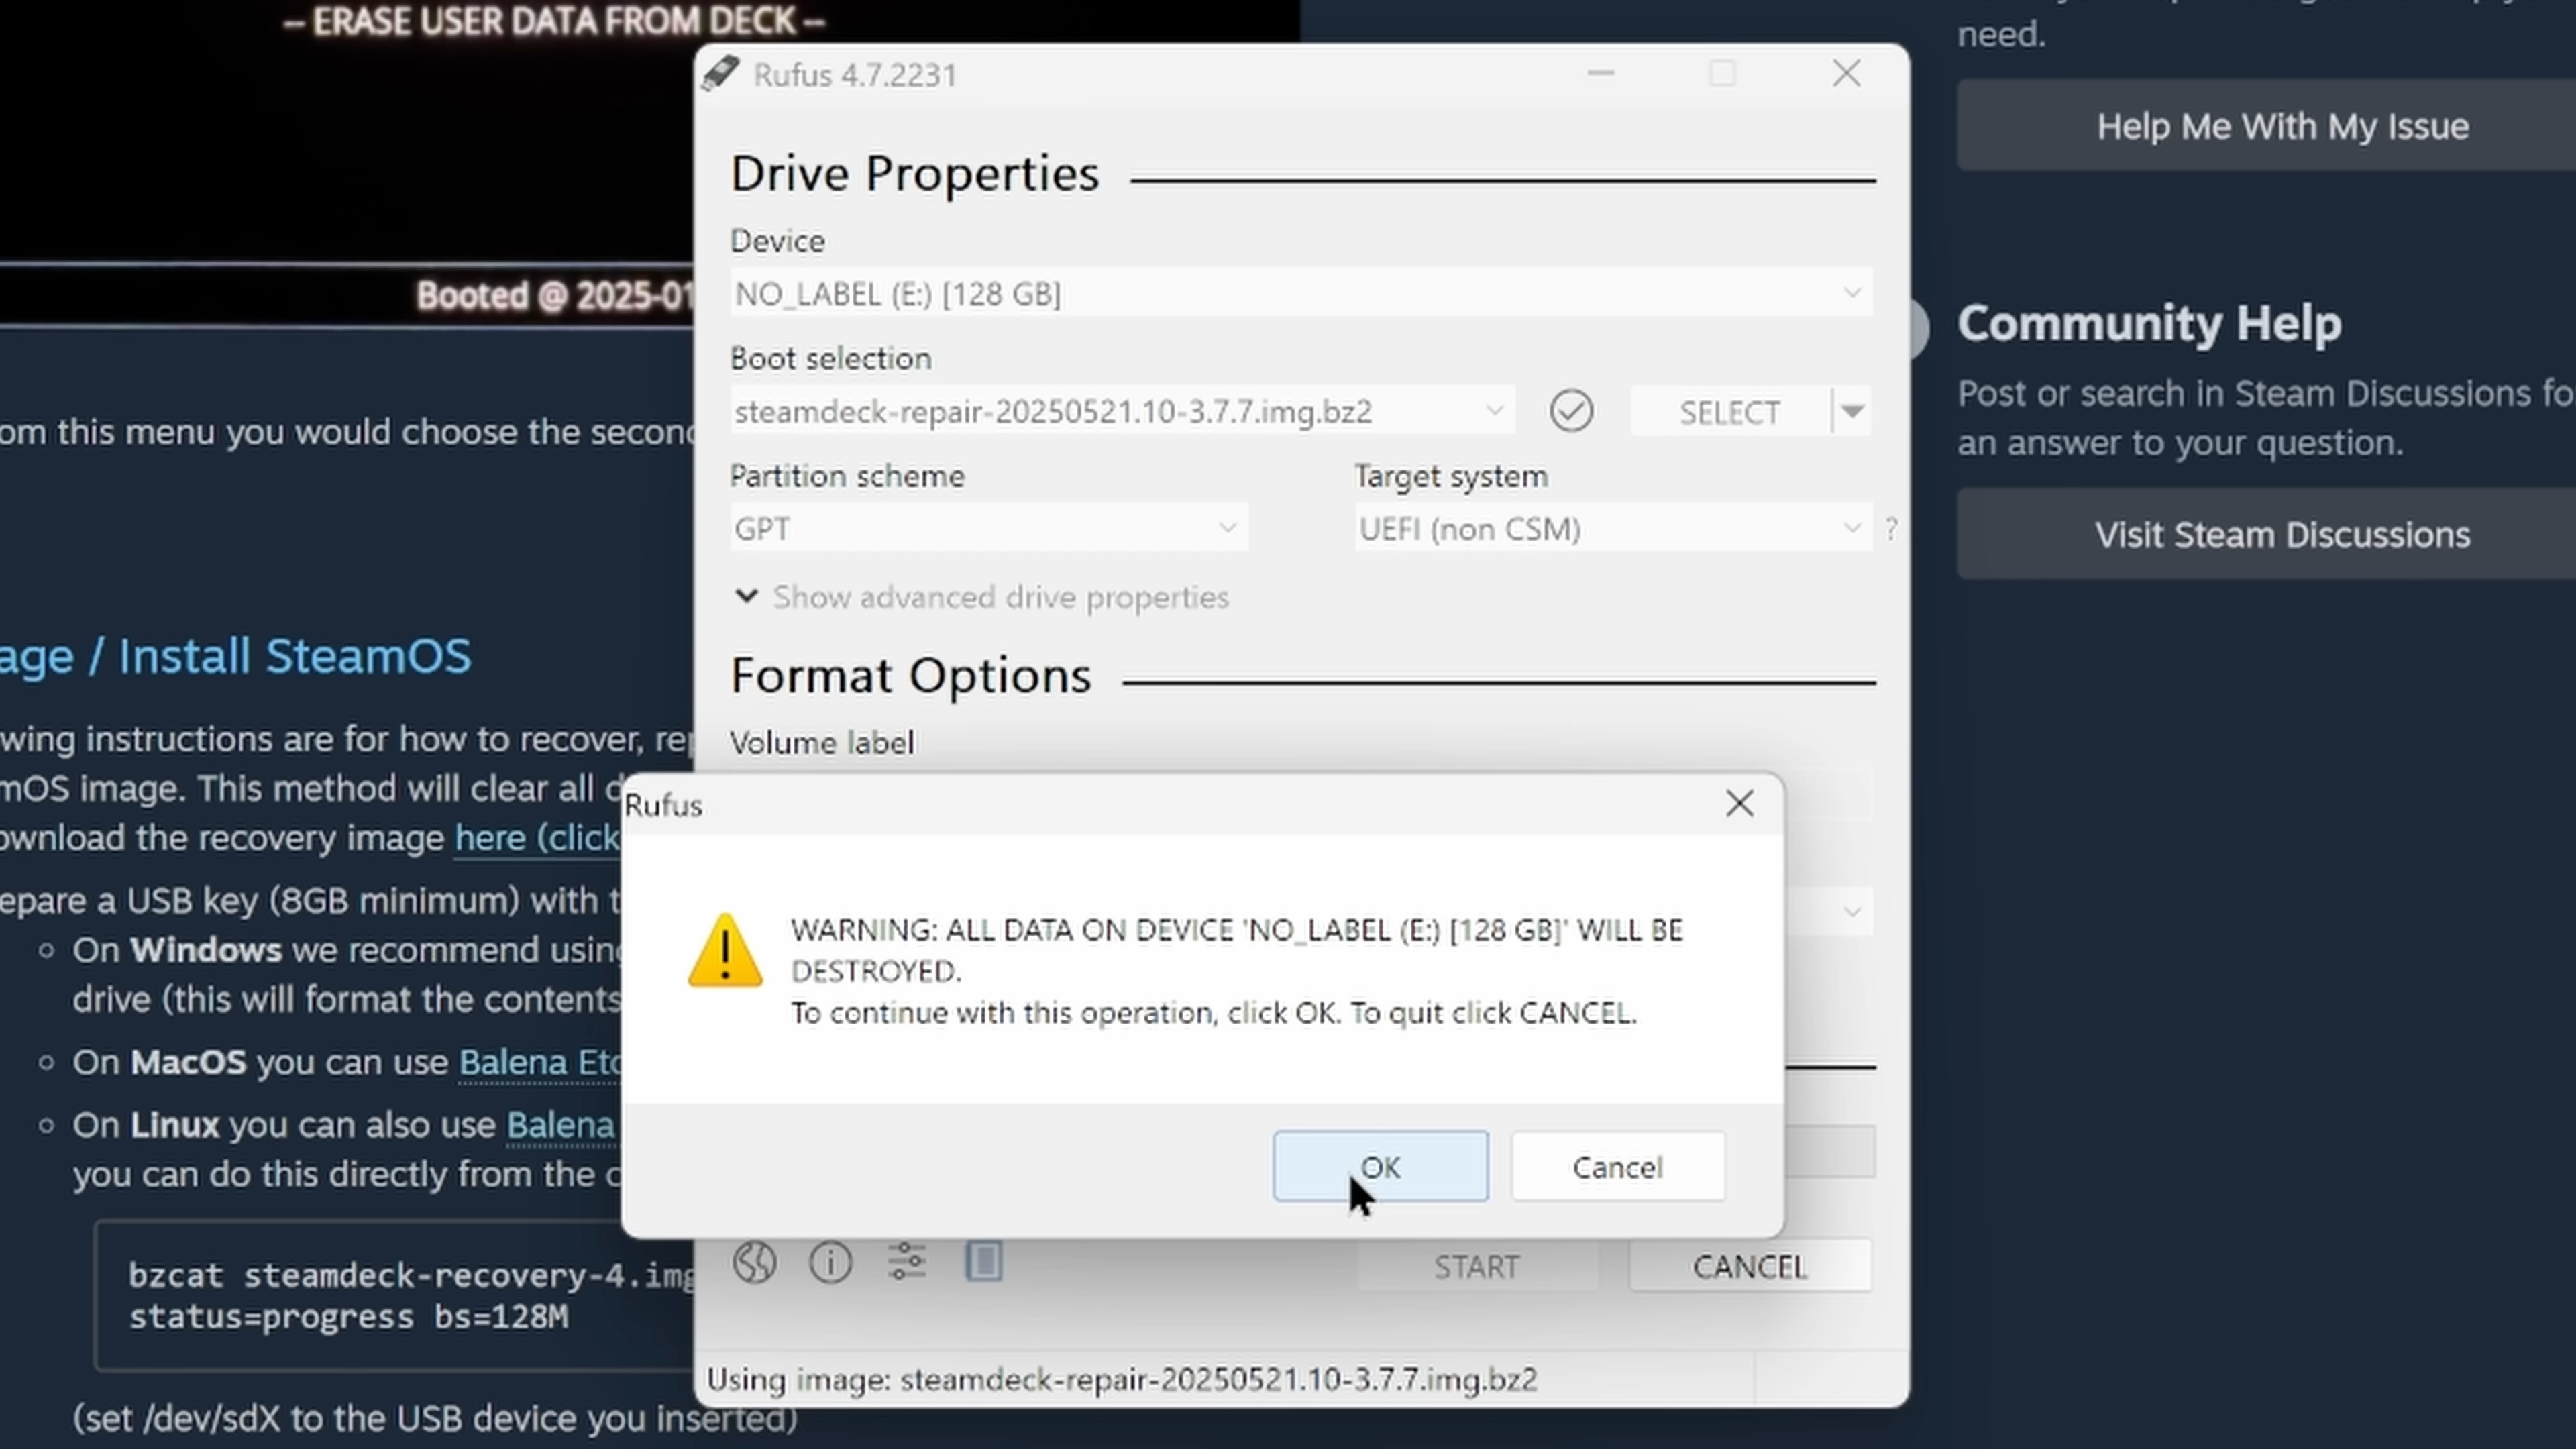 -- ERASE USER DATA FROM DECK --
Booted @ 2025-01
om this menu you would choose the second
age / Install SteamOS
wing instructions are for how to recover, rep
mOS image. This method will clear all d
ownload the recovery image here (click
epare a USB key (8GB minimum) with t
On Windows we recommend using
drive (this will format the contents
On MacOS you can use Balena Etc
On Linux you can also use Balena
you can do this directly from the c
bzcat steamdeck-recovery-4.img
status=progress bs=128M
(set /dev/sdX to the USB device you inserted)
Rufus 4.7.2231
Drive Properties
Device
NO_LABEL (E:) [128 GB]
Boot selection
steamdeck-repair-20250521.10-3.7.7.img.bz2
SELECT
Partition scheme
Target system
GPT
UEFI (non CSM)
?
Show advanced drive properties
Format Options
Volume label
Rufus
WARNING: ALL DATA ON DEVICE 'NO_LABEL (E:) [128 GB]' WILL BE
DESTROYED.
To continue with this operation, click OK. To quit click CANCEL.
OK
Cancel
START
CANCEL
Using image: steamdeck-repair-20250521.10-3.7.7.img.bz2
need.
Help Me With My Issue
Community Help
Post or search in Steam Discussions fo
an answer to your question.
Visit Steam Discussions